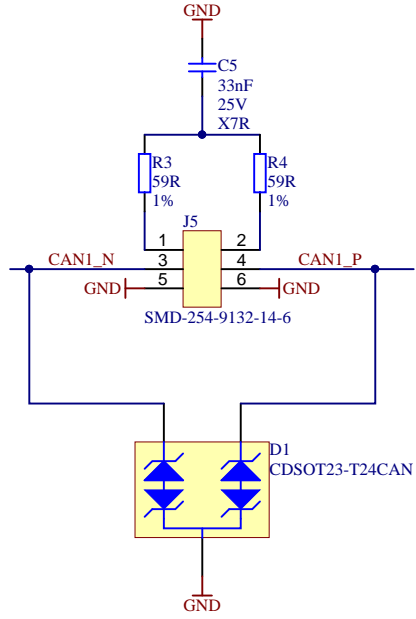 GND
C5
33nF
25V
X7R
R3
59R
1%
R4
59R
1%
J5
1 2
CAN1_N 3 4 CAN1_P
GND 5 6 GND
SMD-254-9132-14-6
D1
CDSOT23-T24CAN
GND